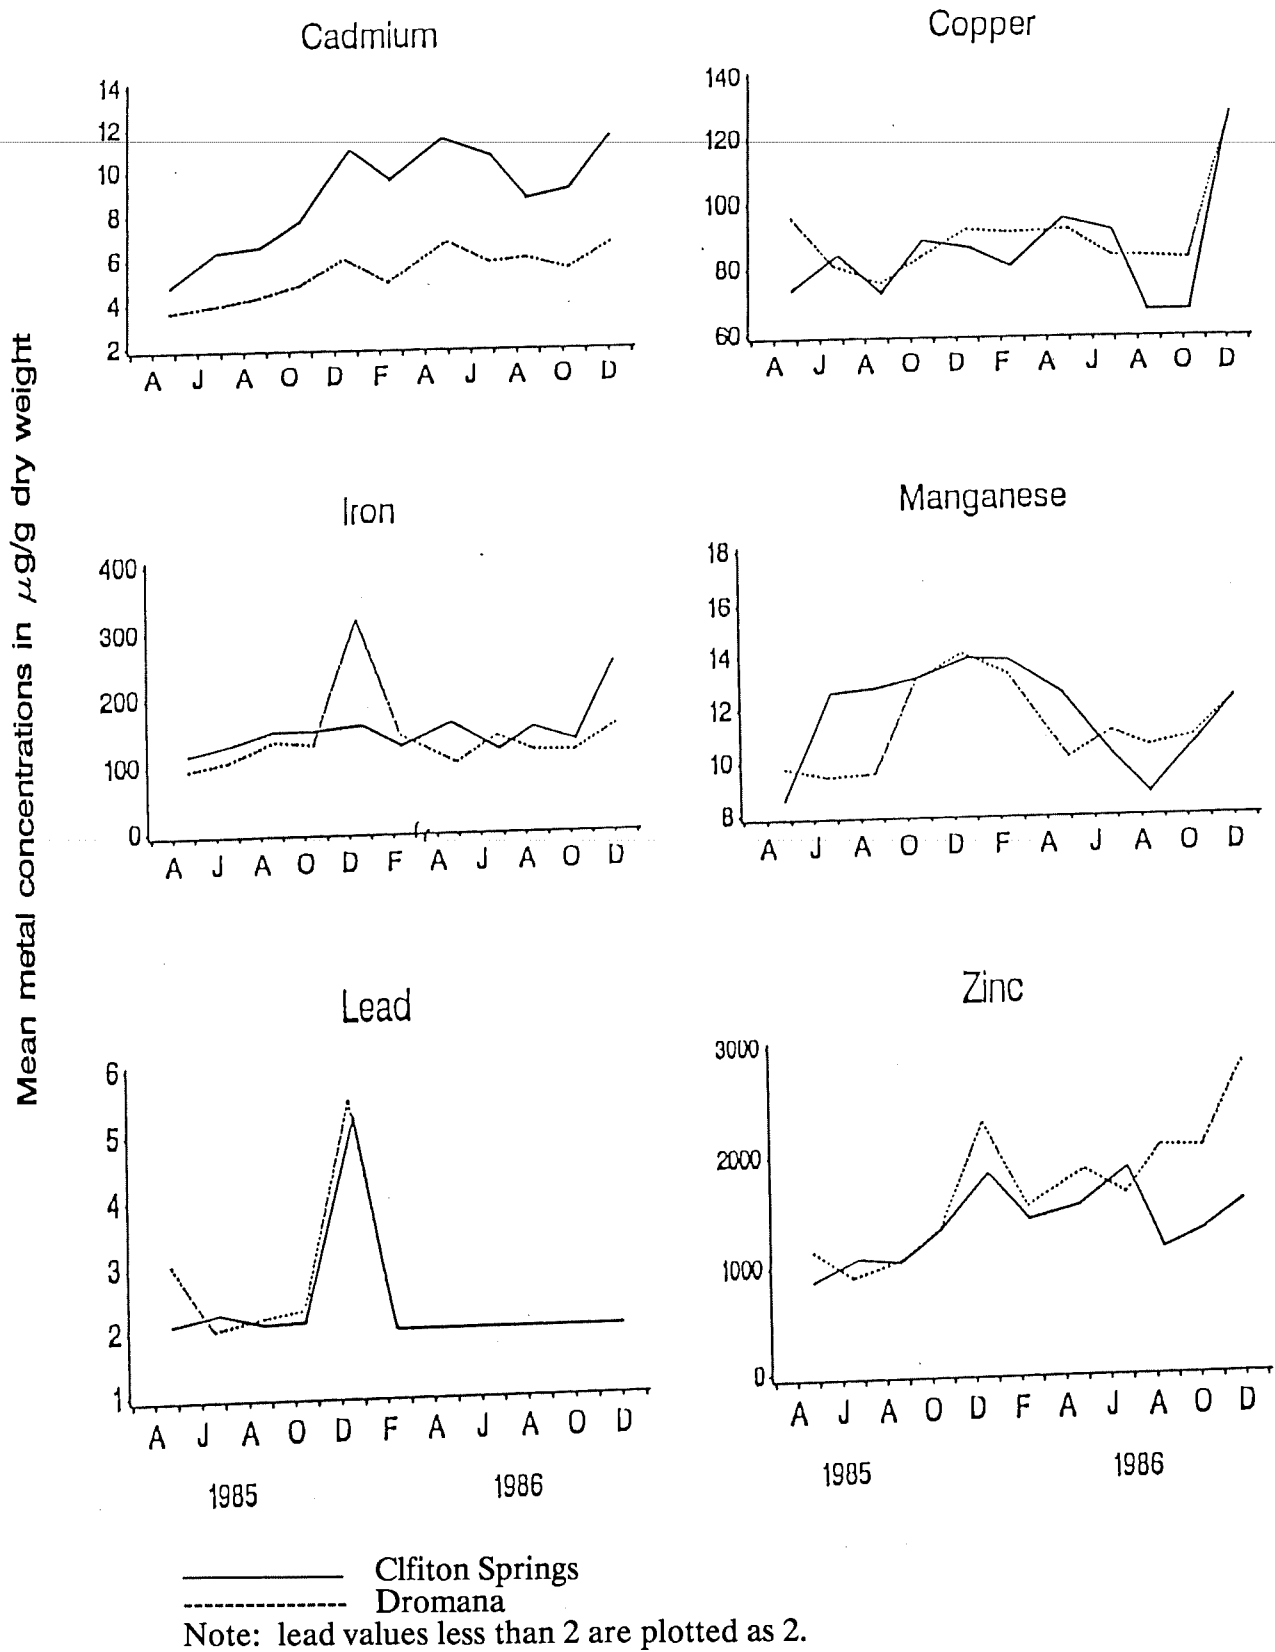 Cadmium
14
12
10
8
6
4
2
A J A O D F A J A O D
Copper
140
120
100
80
60
A J A O D F A J A O D
Mean metal concentrations in μg/g dry weight
Iron
400
300
200
100
0
A J A O D F A J A O D
Manganese
18
16
14
12
10
8
A J A O D F A J A O D
Lead
6
5
4
3
2
1
A J A O D F A J A O D
1985 1986
Zinc
3000
2000
1000
0
A J A O D F A J A O D
1985 1986
Clfiton Springs
Dromana
Note: lead values less than 2 are plotted as 2.